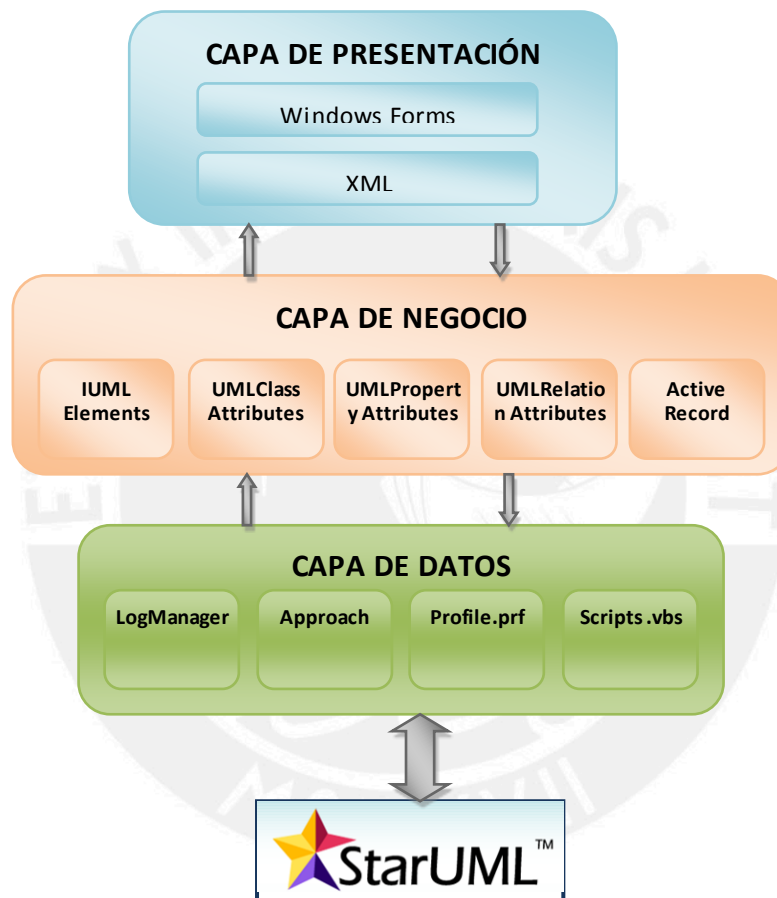 CAPA DE PRESENTACIÓN
Windows Forms
XML
CAPA DE NEGOCIO
IUML
Elements
UMLClass
Attributes
UMLPropert
y Attributes
UMLRelatio
n Attributes
Active
Record
CAPA DE DATOS
LogManager
Approach
Profile.prf
Scripts.vbs
StarUML™